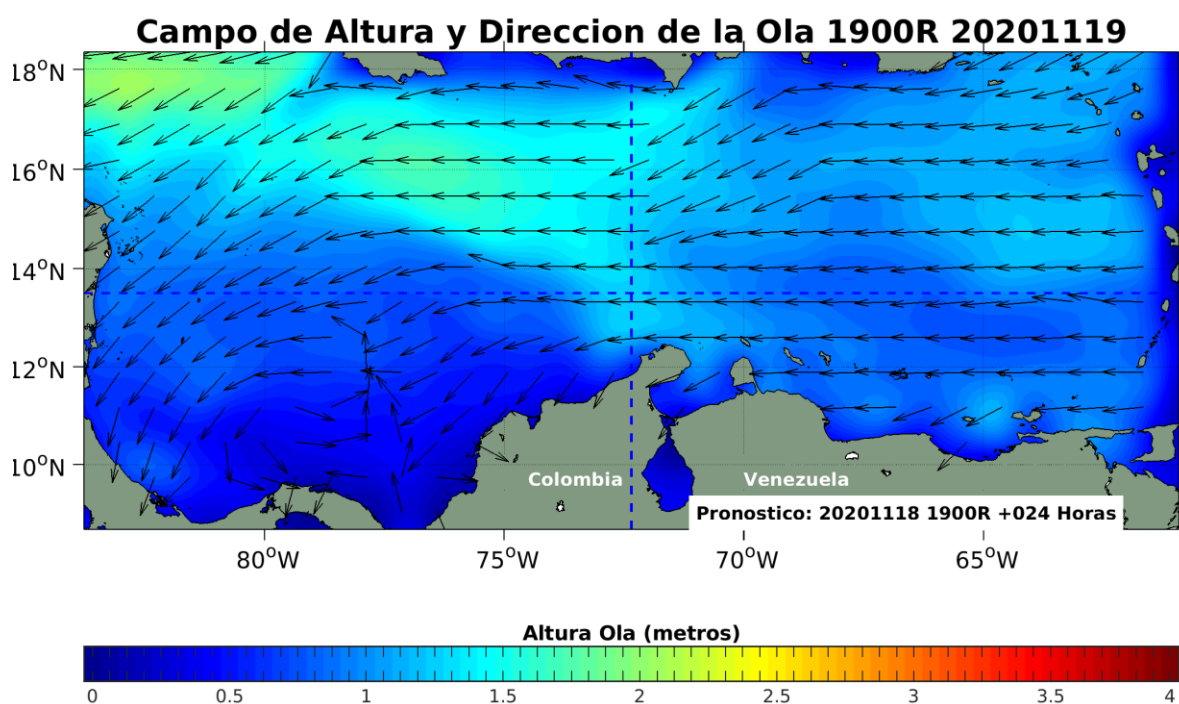 Campo de Altura y Direccion de la Ola 1900R 20201119
18°N
16°N
14°N
12°N
10°N
Colombia
Venezuela
Pronostico: 20201118 1900R +024 Horas
80°W
75°W
70°W
65°W
Altura Ola (metros)
0 0.5 1 1.5 2 2.5 3 3.5 4